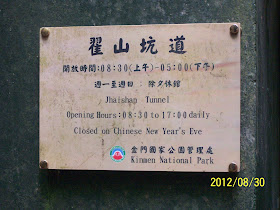 翟山坑道
開放時間:08:30(上午)-05:00(下午)
週一至週日 : 除夕休館
Jhaishan Tunnel
Opening Hours:08:30 to 17:00 daily
Closed on Chinese New Year's Eve
金門國家公園管理處
Kinmen National Park
2012/08/30